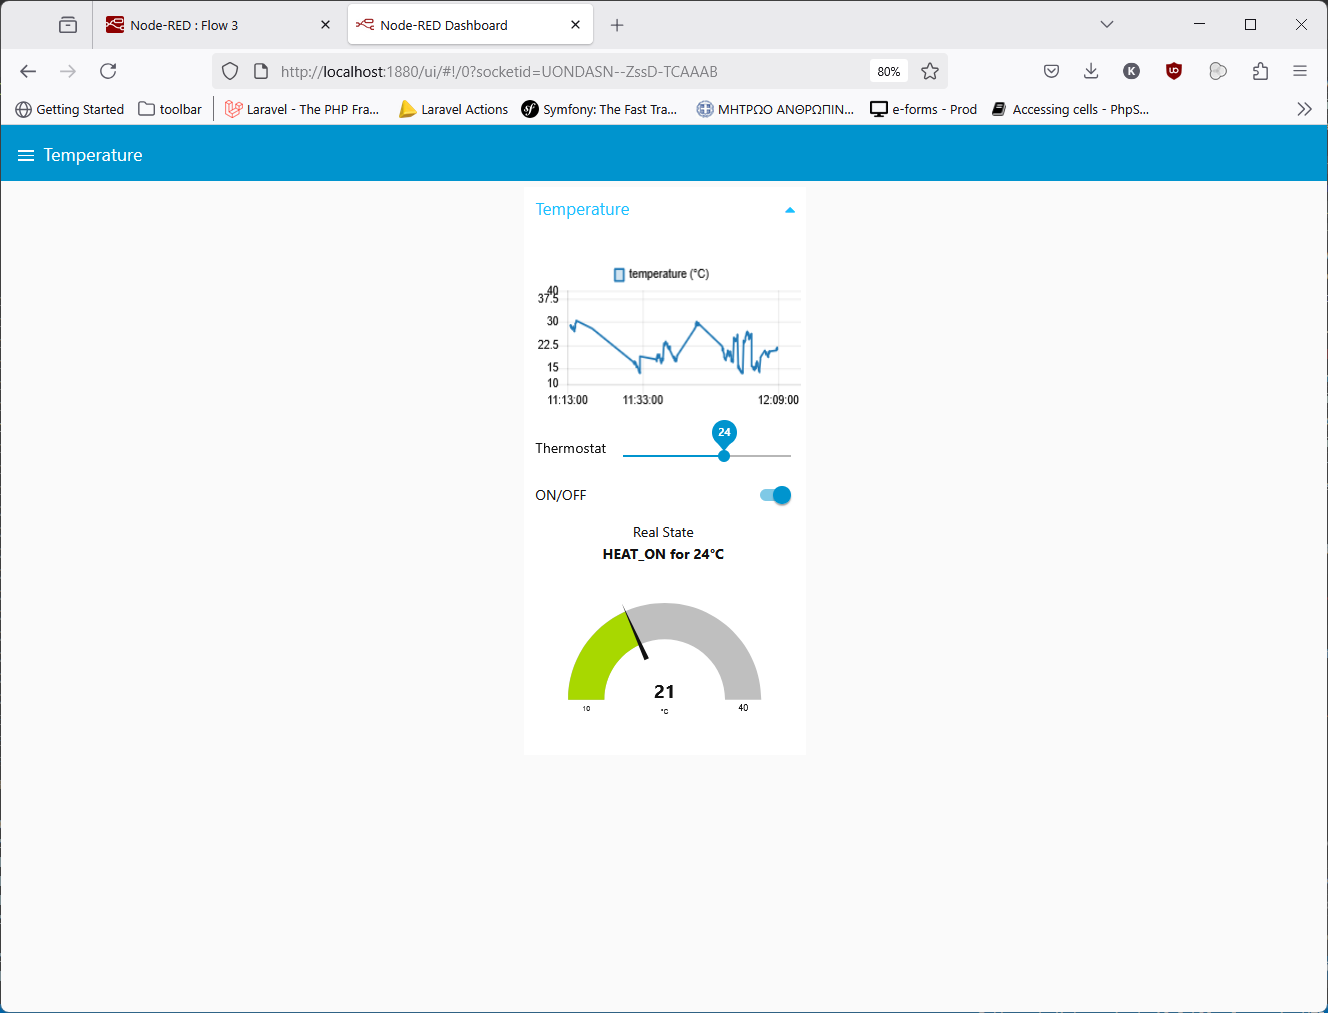 Node-RED : Flow 3
Node-RED Dashboard
http://localhost:1880/ui/#!/0?socketid=UONDASN--ZssD-TCAAAB
80%
K
Getting Started
toolbar
Laravel - The PHP Fra...
Laravel Actions
sf
Symfony: The Fast Tra...
ΜΗΤΡΩΟ ΑΝΘΡΩΠΙΝ...
e-forms - Prod
Accessing cells - PhpS...
Temperature
Temperature
temperature (°C)
40
37.5
30
22.5
15
10
11:13:00 11:33:00 12:09:00
24
Thermostat
ON/OFF
Real State
HEAT_ON for 24°C
21
10 °C 40